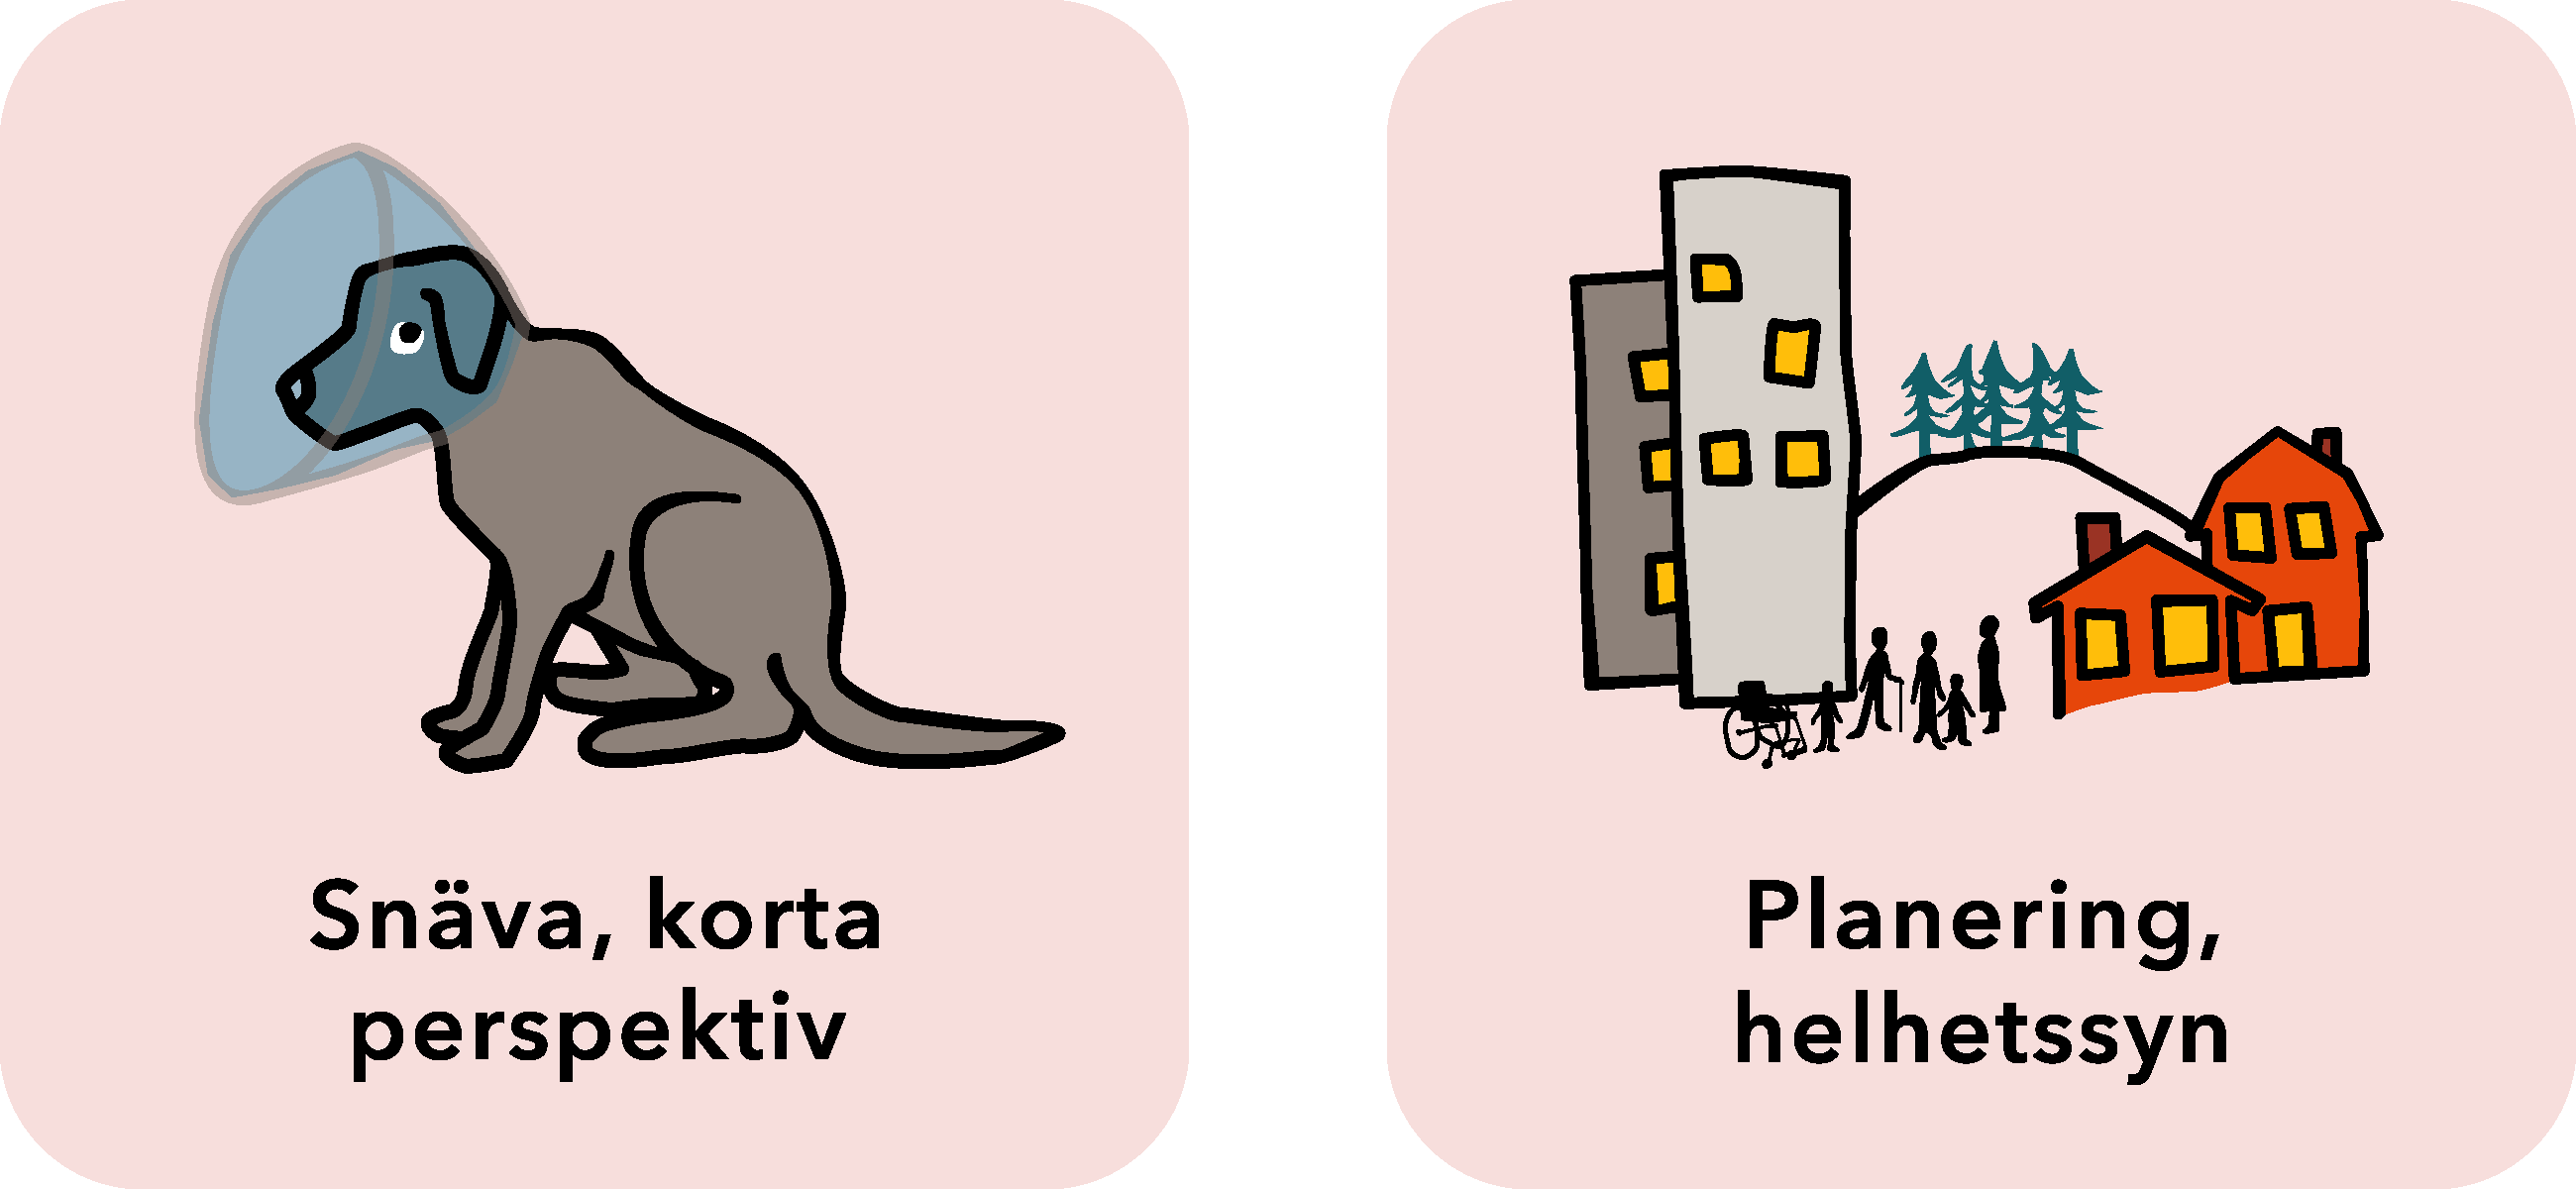 Snäva, korta
perspektiv
Planering,
helhetssyn